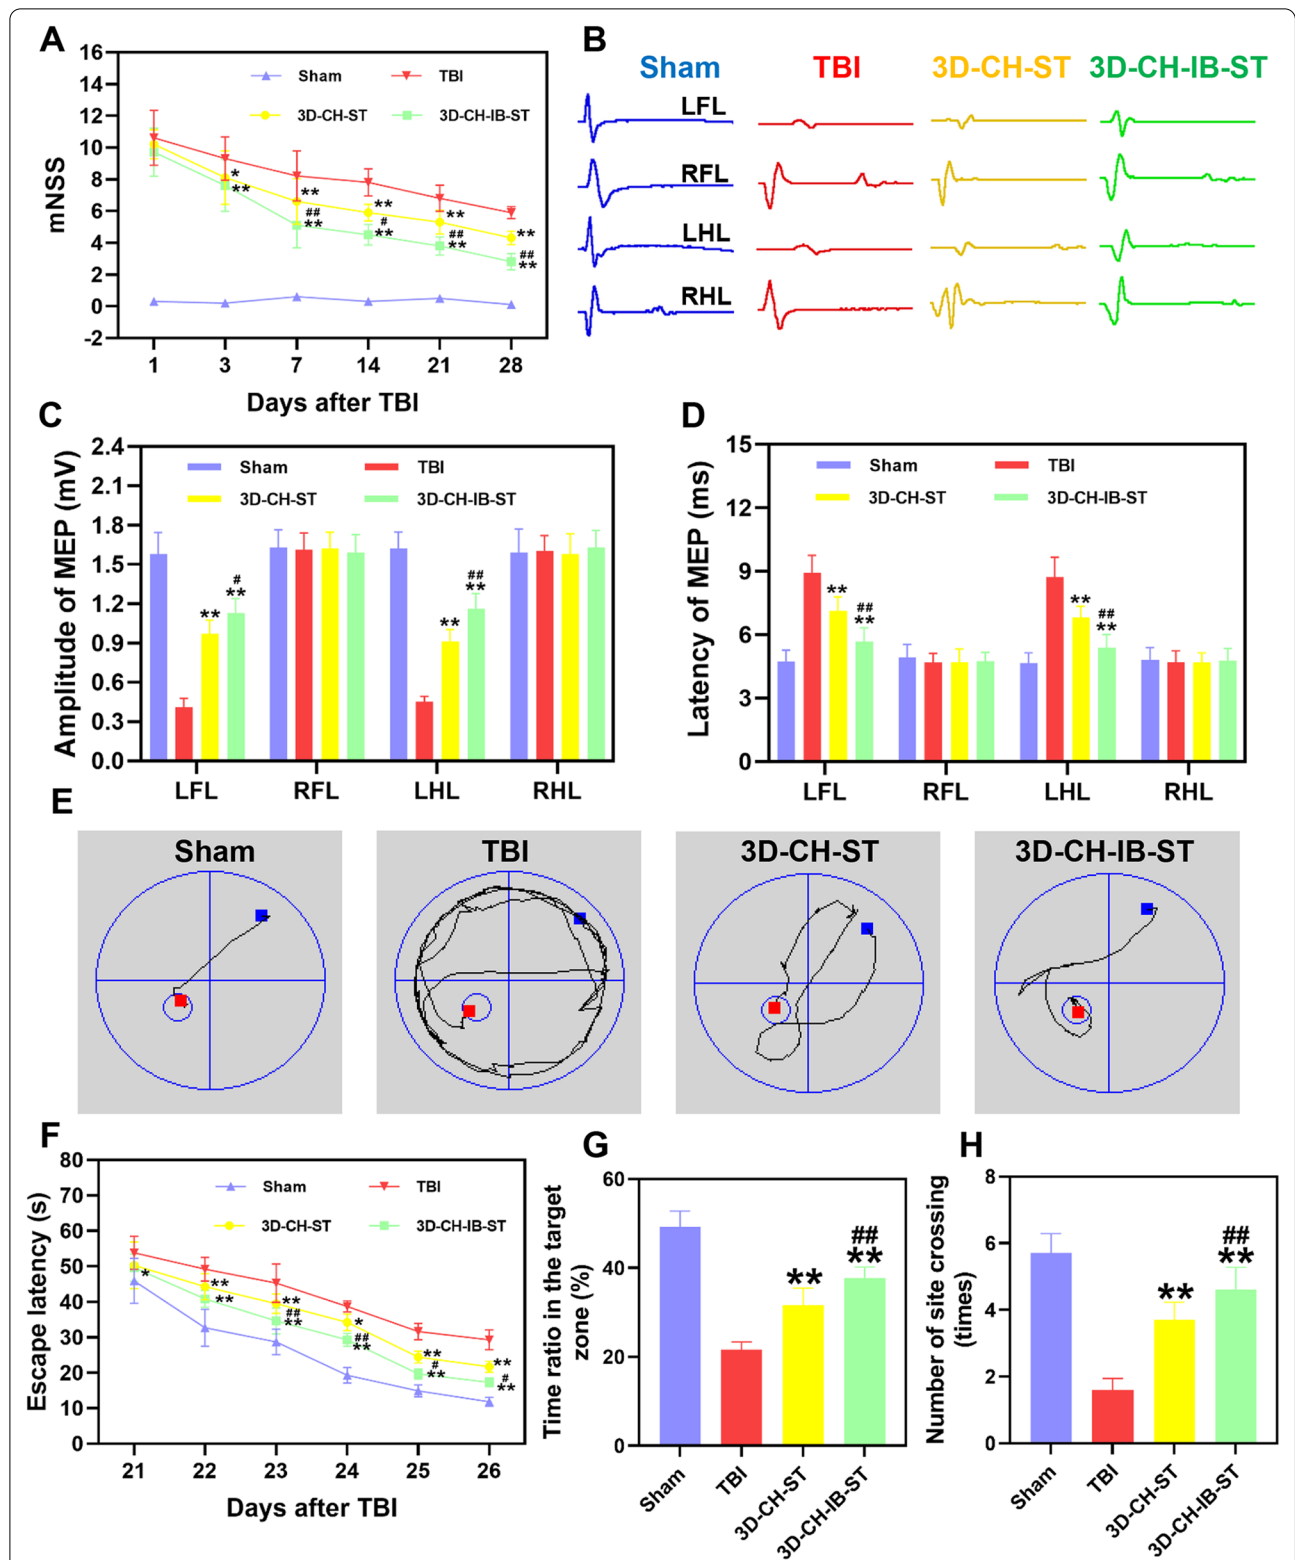 A
16
14
12
10
8
6
4
2
0
-2
mNSS
Sham
TBI
3D-CH-ST
3D-CH-IB-ST
*
**
**
##
**
**
#
**
**
##
**
**
##
**
1 3 7 14 21 28
Days after TBI
B
Sham TBI 3D-CH-ST 3D-CH-IB-ST
LFL
RFL
LHL
RHL
C
2.4
2.1
1.8
1.5
1.2
0.9
0.6
0.3
0.0
Amplitude of MEP (mV)
Sham TBI
3D-CH-ST 3D-CH-IB-ST
**
#
**
**
##
**
LFL RFL LHL RHL
D
15
12
9
6
3
0
Latency of MEP (ms)
Sham TBI
3D-CH-ST 3D-CH-IB-ST
**
##
**
**
##
**
LFL RFL LHL RHL
E
Sham TBI 3D-CH-ST 3D-CH-IB-ST
F
80
70
60
50
40
30
20
10
0
Escape latency (s)
Sham TBI
3D-CH-ST 3D-CH-IB-ST
*
**
**
**
##
**
*
##
**
**
#
**
**
#
**
21 22 23 24 25 26
Days after TBI
G
60
40
20
0
Time ratio in the target
zone (%)
**
##
**
Sham TBI 3D-CH-ST 3D-CH-IB-ST
H
8
6
4
2
0
Number of site crossing
(times)
**
##
**
Sham TBI 3D-CH-ST 3D-CH-IB-ST